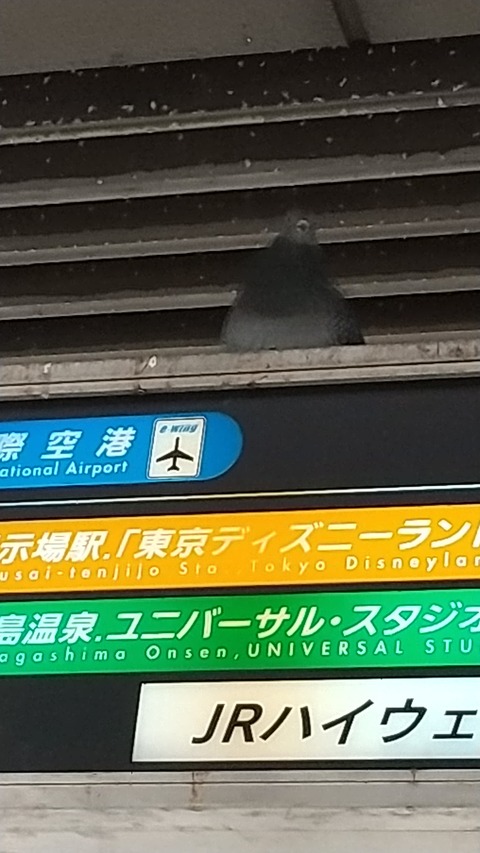 際空港
e-wing
ational Airport
示場駅.「東京ディズニーラン
usai-tenjijo Sta. Tokyo Disneylan
島温泉.ユニバーサル・スタジオ
agashima Onsen, UNIVERSAL STU
JRハイウェ